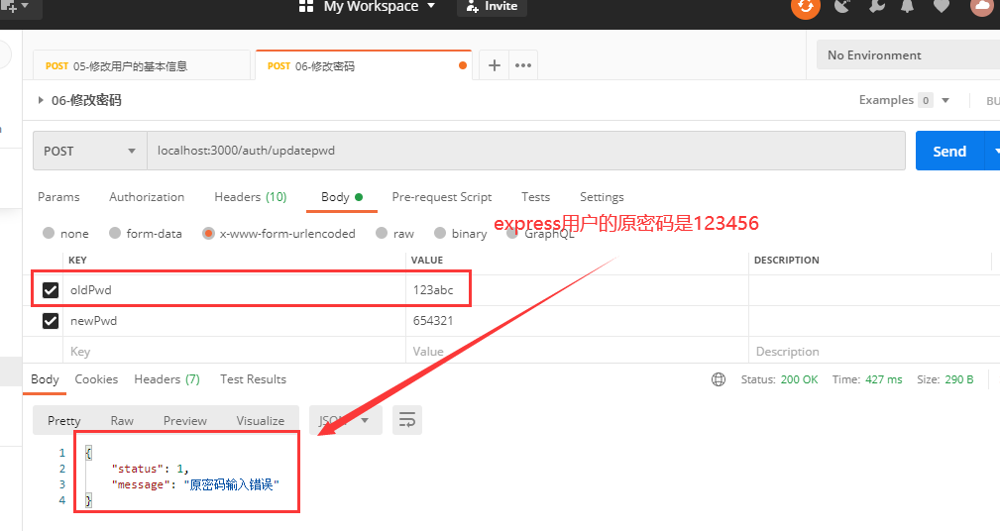 My Workspace
Invite
POST 05-修改用户的基本信息
POST 06-修改密码
No Environment
06-修改密码
Examples 0
BU
POST
localhost:3000/auth/updatepwd
Send
Params Authorization Headers (10) Body Pre-request Script Tests Settings
express用户的原密码是123456
none form-data x-www-form-urlencoded raw binary GraphQL
KEY VALUE DESCRIPTION
oldPwd 123abc
newPwd 654321
Key Value Description
Body Cookies Headers (7) Test Results Status: 200 OK Time: 427 ms Size: 290 B
Pretty Raw Preview Visualize JSON
1 {
2 "status": 1,
3 "message": "原密码输入错误"
4 }